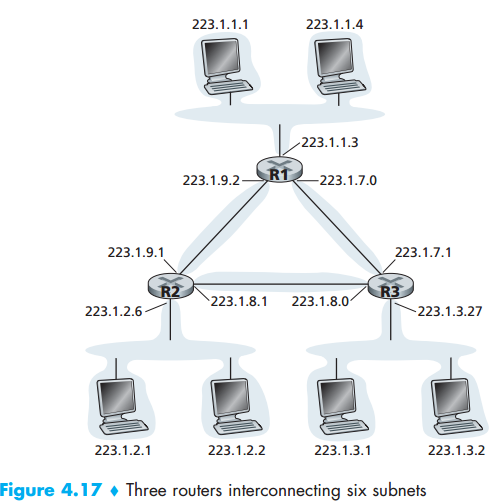 223.1.1.1 223.1.1.4
223.1.1.3
R1
223.1.9.2 223.1.7.0
223.1.9.1 223.1.7.1
R2 R3
223.1.8.1 223.1.8.0
223.1.2.6 223.1.3.27
223.1.2.1 223.1.2.2 223.1.3.1 223.1.3.2
Figure 4.17 ♦ Three routers interconnecting six subnets